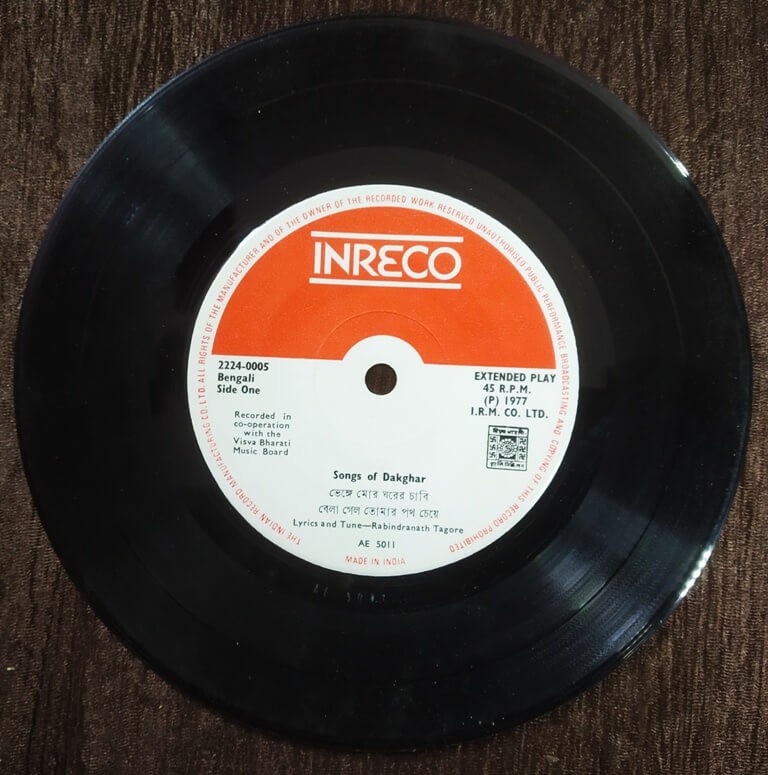 THE INDIAN RECORD MANUFACTURING CO. LTD. ALL RIGHTS OF THE MANUFACTURER AND OF THE OWNER OF THE RECORDED WORK RESERVED UNAUTHORISED PUBLIC PERFORMANCE BROADCASTING AND COPYING OF THIS RECORD PROHIBITED
INRECO
2224-0005
Bengali
Side One
EXTENDED PLAY
45 R.P.M.
(P) 1977
I.R.M. CO. LTD.
Recorded in
co-operation
with the
Visva Bharati
Music Board
Songs of Dakghar
ভেঙ্গে মোর ঘরের চাবি
বেলা গেল তোমার পথ চেয়ে
Lyrics and Tune—Rabindranath Tagore
AE 5011
MADE IN INDIA